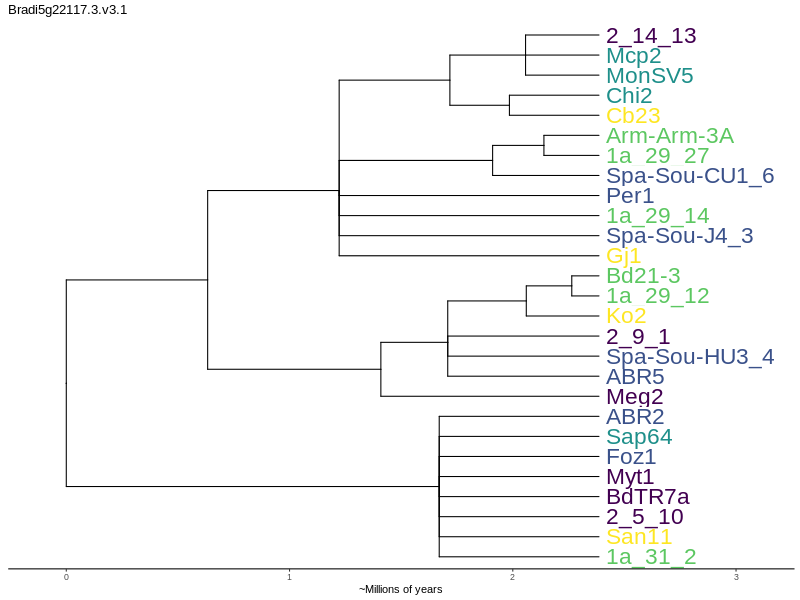 Bradi5g22117.3.v3.1
2_14_13
Mcp2
MonSV5
Chi2
Cb23
Arm-Arm-3A
1a_29_27
Spa-Sou-CU1_6
Per1
1a_29_14
Spa-Sou-J4_3
Gj1
Bd21-3
1a_29_12
Ko2
2_9_1
Spa-Sou-HU3_4
ABR5
Meg2
ABR2
Sap64
Foz1
Myt1
BdTR7a
2_5_10
San11
1a_31_2
0 1 2 3
~Millions of years